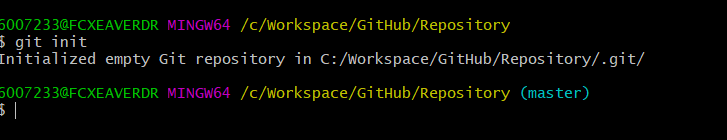 6007233@FCXEAVERDR MINGW64 /c/Workspace/GitHub/Repository
$ git init
Initialized empty Git repository in C:/Workspace/GitHub/Repository/.git/
6007233@FCXEAVERDR MINGW64 /c/Workspace/GitHub/Repository (master)
$